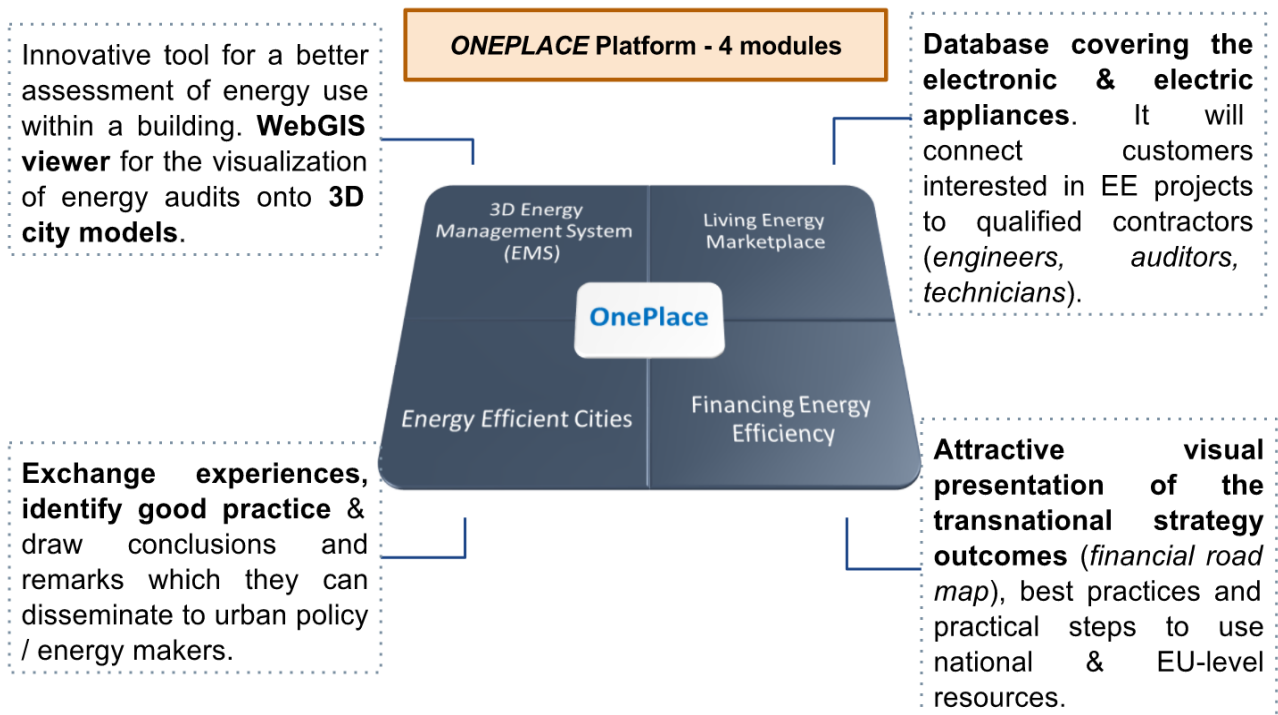 ONEPLACE Platform - 4 modules
Innovative tool for a better
assessment of energy use
within a building. WebGIS
viewer for the visualization
of energy audits onto 3D
city models.
Database covering the
electronic & electric
appliances. It will
connect customers
interested in EE projects
to qualified contractors
(engineers, auditors,
technicians).
3D Energy
Management System
(EMS)
Living Energy
Marketplace
OnePlace
Energy Efficient Cities
Financing Energy
Efficiency
Exchange experiences,
identify good practice &
draw conclusions and
remarks which they can
disseminate to urban policy
/ energy makers.
Attractive visual
presentation of the
transnational strategy
outcomes (financial road
map), best practices and
practical steps to use
national & EU-level
resources.